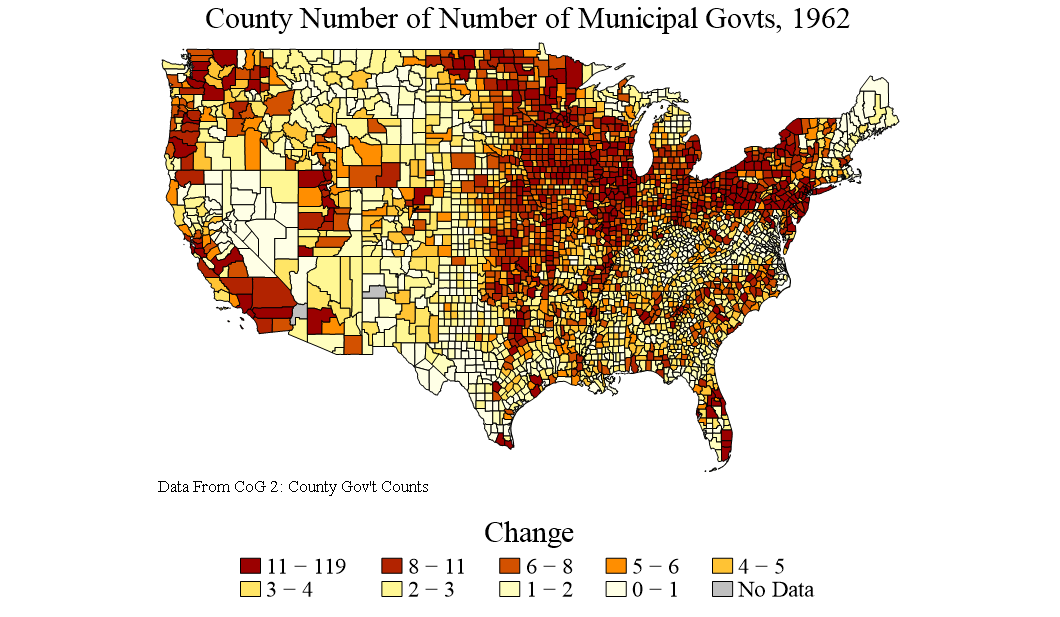 County Number of Number of Municipal Govts, 1962
Data From CoG 2: County Gov't Counts
Change
11 − 119
8 − 11
6 − 8
5 − 6
4 − 5
3 − 4
2 − 3
1 − 2
0 − 1
No Data